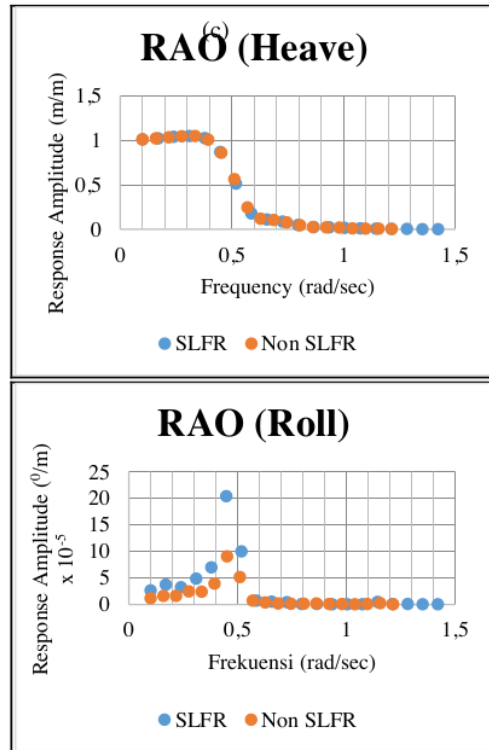 (c)
RAO (Heave)
Response Amplitude (m/m)
1,5
1
0,5
0
0 0,5 1 1,5
Frequency (rad/sec)
SLFR Non SLFR
RAO (Roll)
Response Amplitude (⁰/m)
x 10⁻⁵
25
20
15
10
5
0
0 0,5 1 1,5
Frekuensi (rad/sec)
SLFR Non SLFR